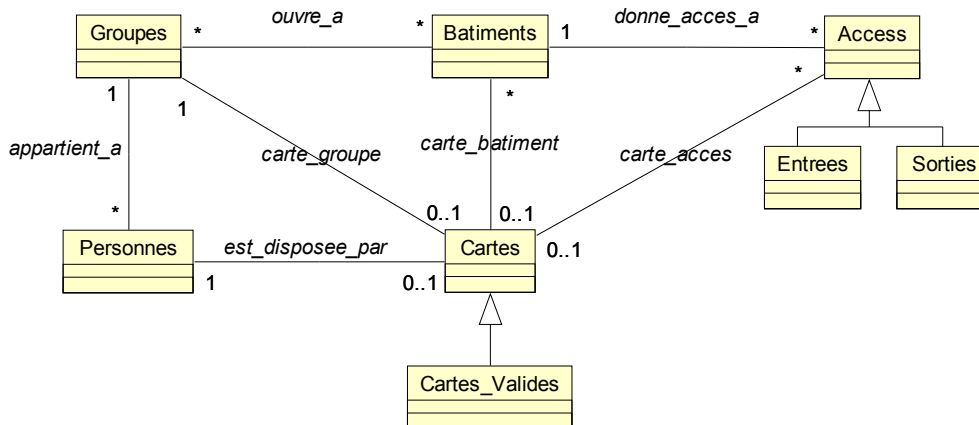 ouvre_a
donne_acces_a
Groupes
*
*
Batiments
1
*
Access
1
1
*
*
appartient_a
carte_groupe
carte_batiment
carte_acces
Entrees
Sorties
*
0..1
0..1
Personnes
est_disposee_par
Cartes
0..1
1
0..1
Cartes_Valides